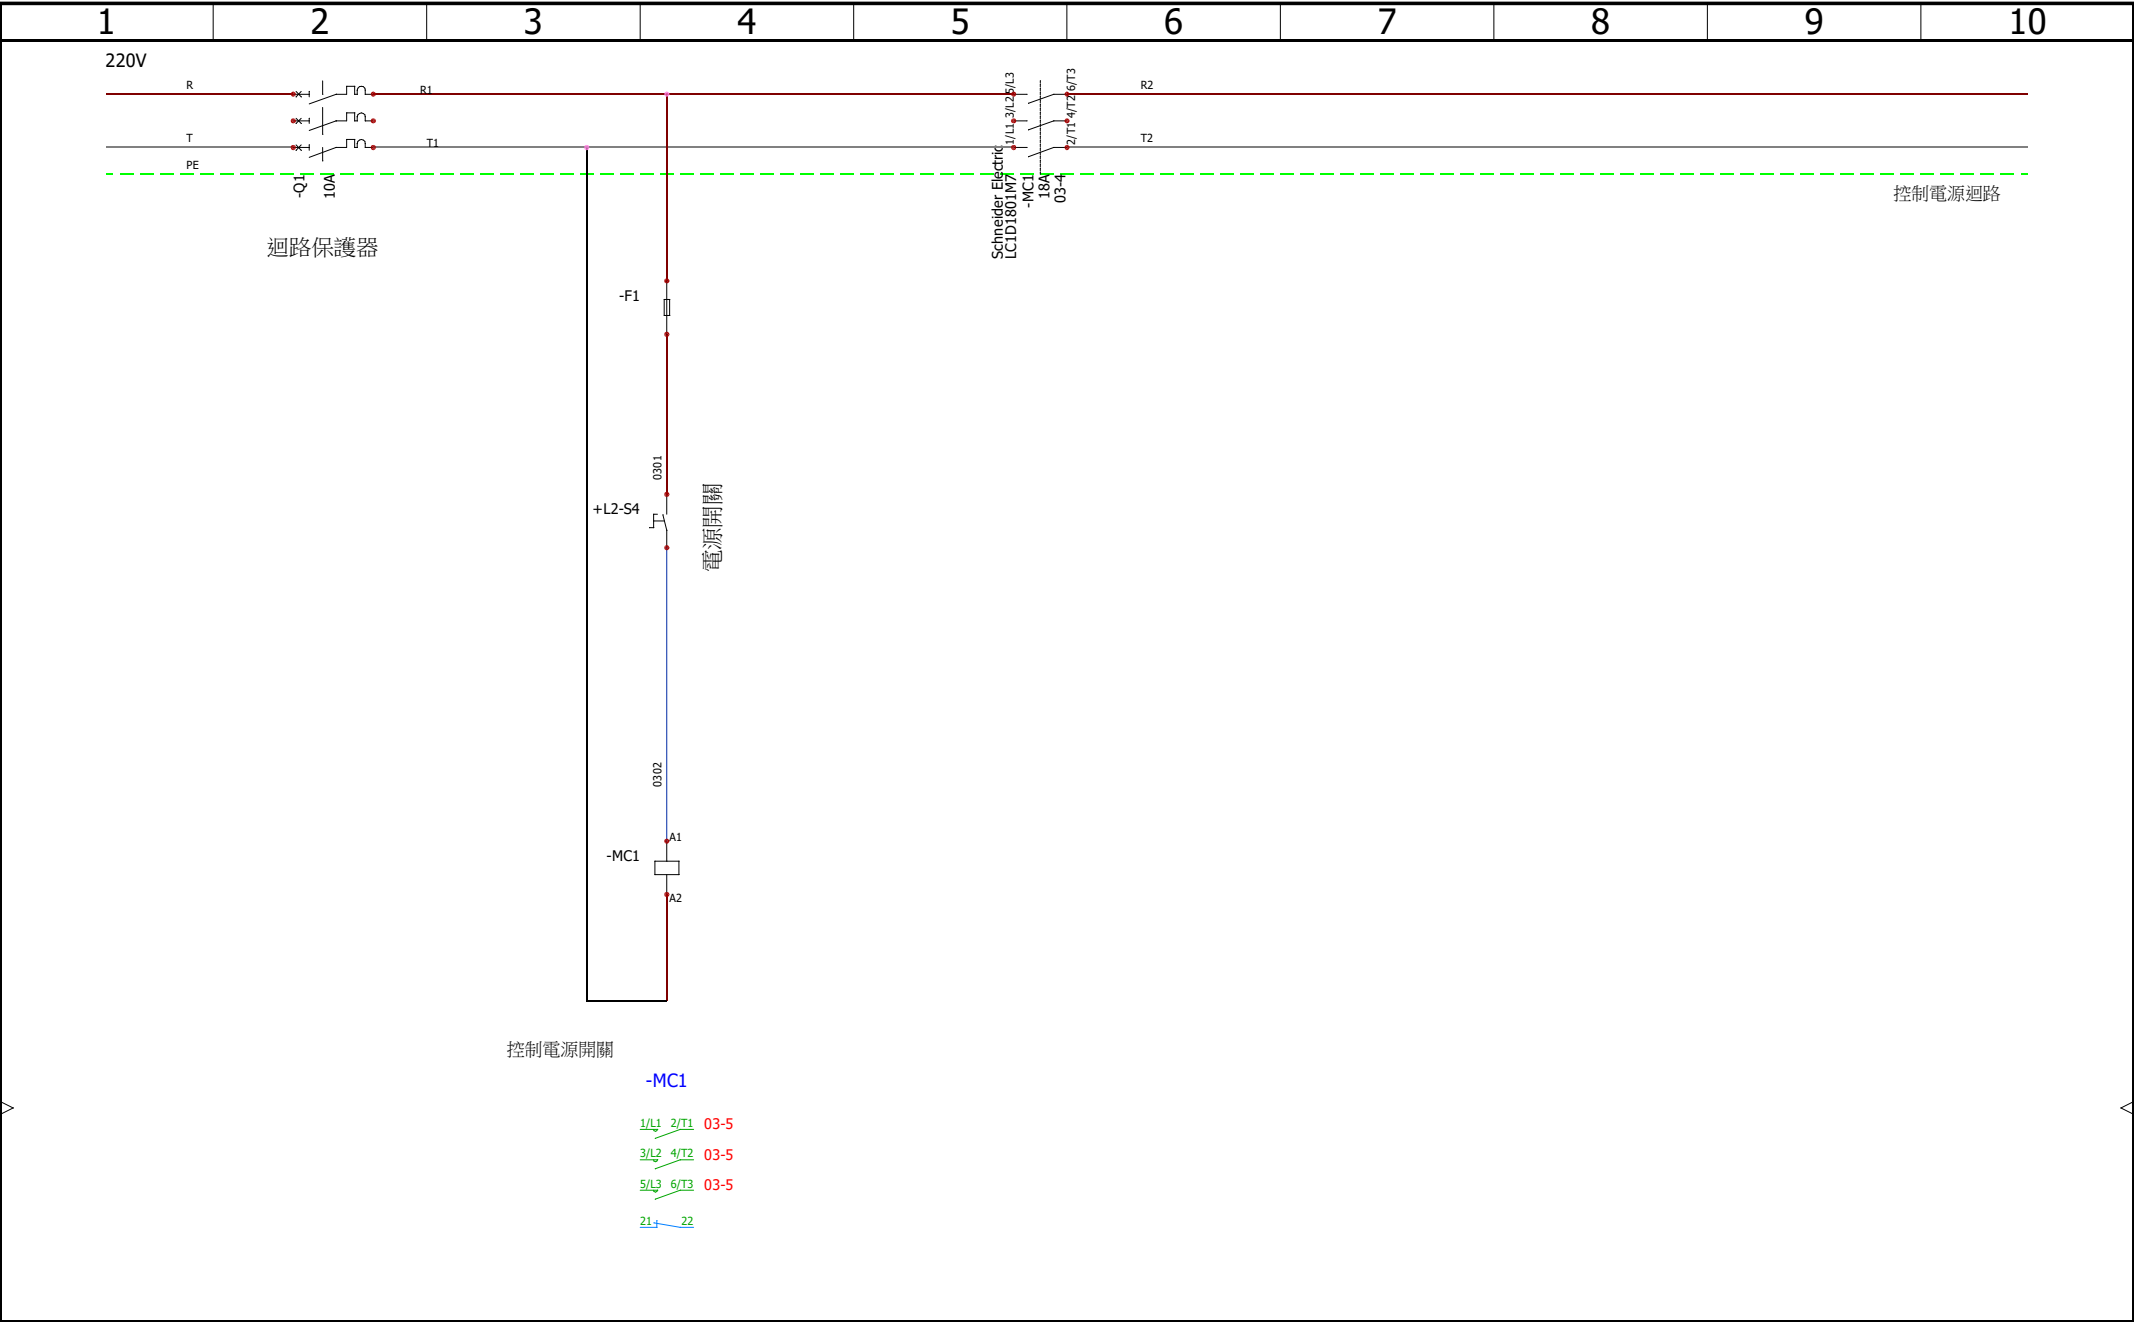 1 2 3 4 5 6 7 8 9 10
220V
R R1 R2
T T1 T2
PE
-Q1
10A
迴路保護器
1/L1 3/L2 5/L3
2/T1 4/T2 6/T3
Schneider Electric
LC1D1801M7
-MC1
18A
03-4
控制電源迴路
-F1
0301
+L2-S4
電源開關
0302
A1
-MC1
A2
控制電源開關
-MC1
1/L1 2/T1 03-5
3/L2 4/T2 03-5
5/L3 6/T3 03-5
21 22